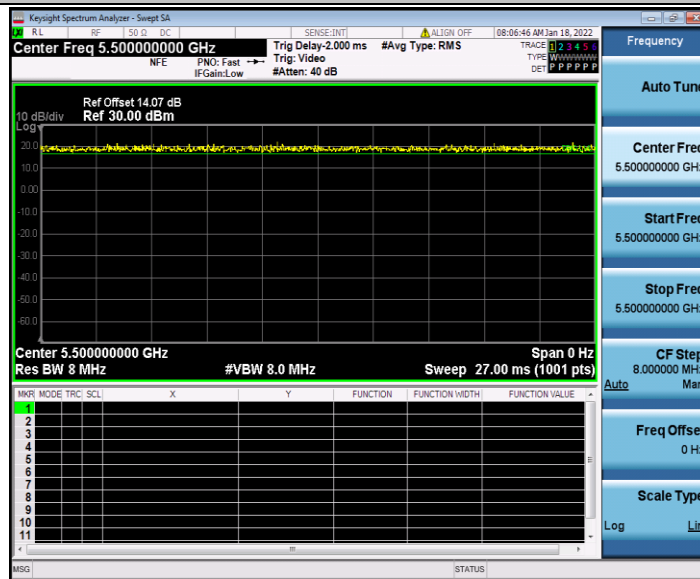 Keysight Spectrum Analyzer - Swept SA
RL RF 50 Ω DC SENSE:INT ALIGN OFF 08:06:46 AM Jan 18, 2022
Center Freq 5.500000000 GHz
NFE PNO: Fast IFGain:Low
Trig Delay-2.000 ms #Avg Type: RMS
Trig: Video
#Atten: 40 dB
TRACE 1 2 3 4 5 6
TYPE WWWWWW
DET P P P P P P
Ref Offset 14.07 dB
10 dB/div Ref 30.00 dBm
Log
20.0
10.0
0.00
-10.0
-20.0
-30.0
-40.0
-50.0
-60.0
Center 5.500000000 GHz Span 0 Hz
Res BW 8 MHz #VBW 8.0 MHz Sweep 27.00 ms (1001 pts)
MKR MODE TRC SCL X Y FUNCTION FUNCTION WIDTH FUNCTION VALUE
1
2
3
4
5
6
7
8
9
10
11
MSG STATUS
Frequency
Auto Tune
Center Freq
5.500000000 GHz
Start Freq
5.500000000 GHz
Stop Freq
5.500000000 GHz
CF Step
8.000000 MHz
Auto Man
Freq Offset
0 Hz
Scale Type
Log Lin